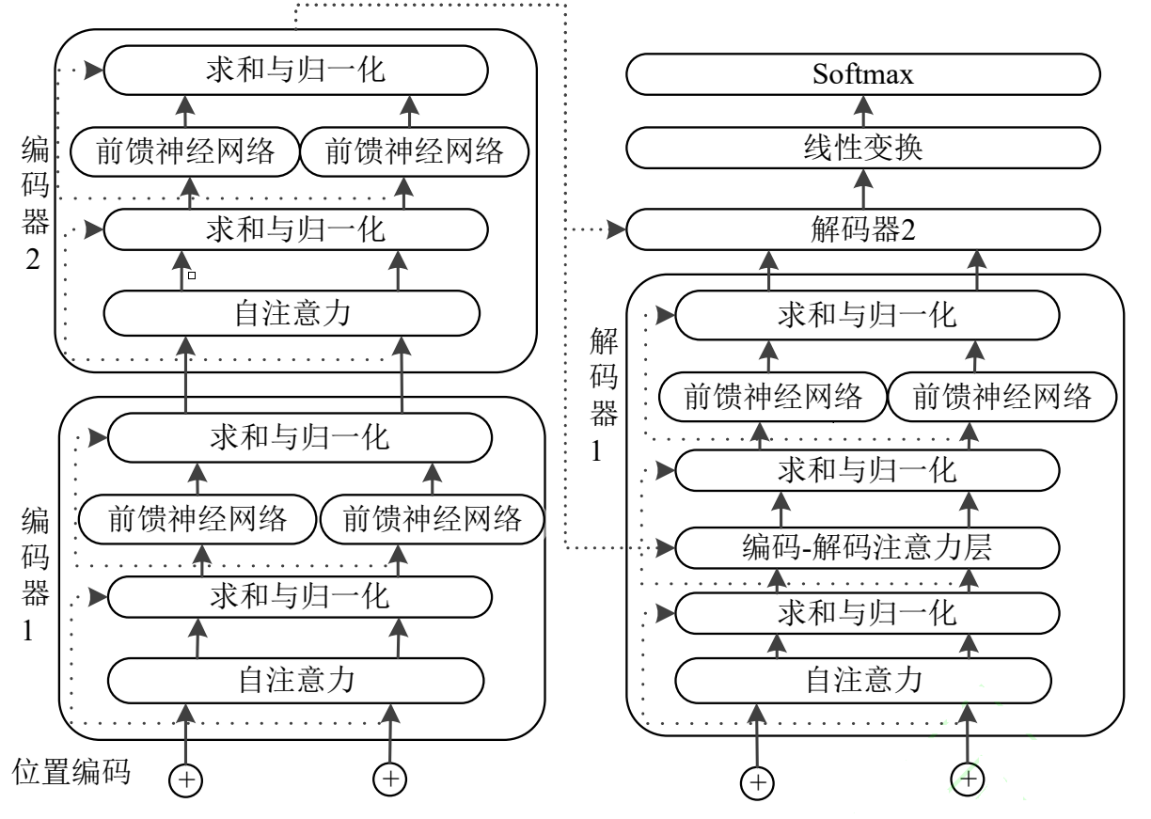 求和与归一化
前馈神经网络 前馈神经网络
求和与归一化
自注意力
编码器2
求和与归一化
前馈神经网络 前馈神经网络
求和与归一化
自注意力
编码器1
位置编码
+ +
Softmax
线性变换
解码器2
求和与归一化
前馈神经网络 前馈神经网络
求和与归一化
编码-解码注意力层
求和与归一化
自注意力
解码器1
+ +